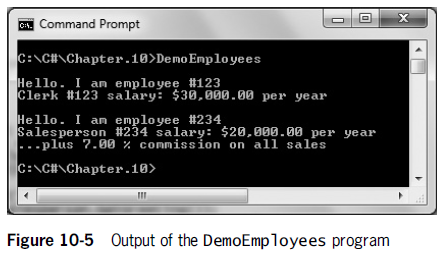 Command Prompt
C:\C#\Chapter.10>DemoEmployees
Hello. I am employee #123
Clerk #123 salary: $30,000.00 per year
Hello. I am employee #234
Salesperson #234 salary: $20,000.00 per year
...plus 7.00 % commission on all sales
C:\C#\Chapter.10>
Figure 10-5 Output of the DemoEmployees program